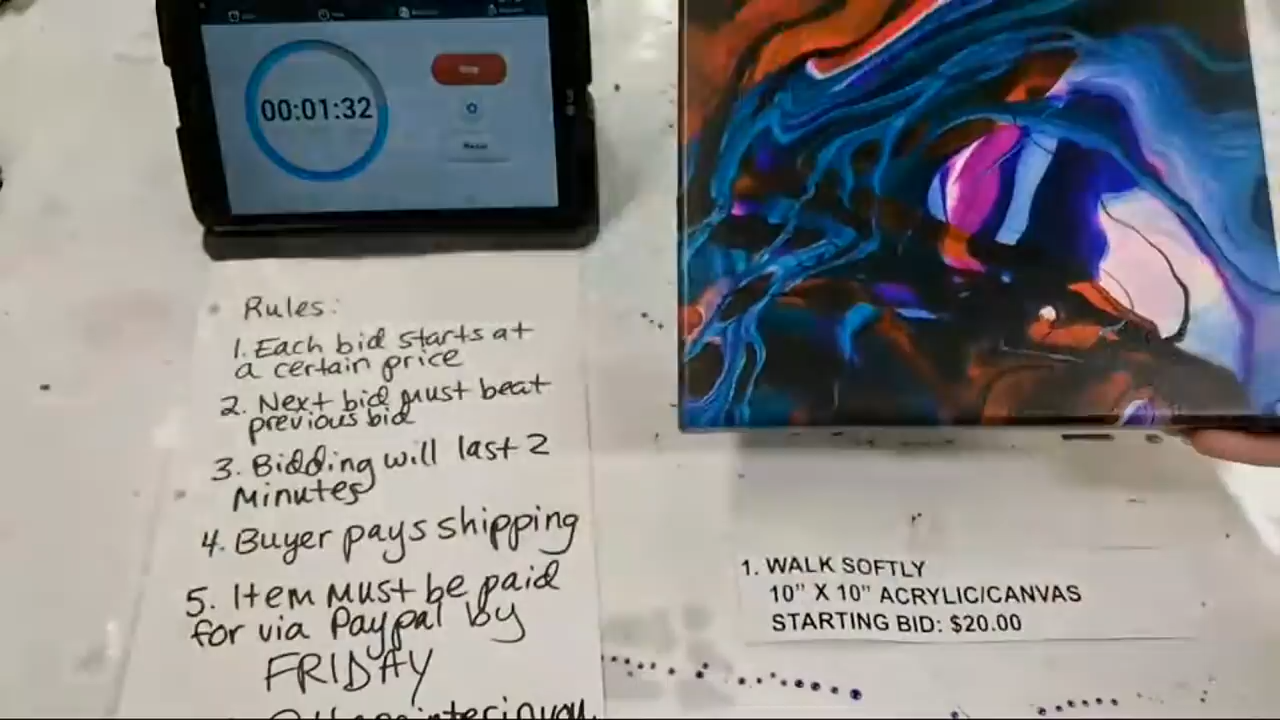 00:01:32
Stop
Reset
Rules:
1. Each bid starts at
a certain price
2. Next bid must beat
previous bid
3. Bidding will last 2
Minutes
4. Buyer pays shipping
5. Item Must be paid
for via Paypal by
FRIDAY
1. WALK SOFTLY
10" X 10" ACRYLIC/CANVAS
STARTING BID: $20.00